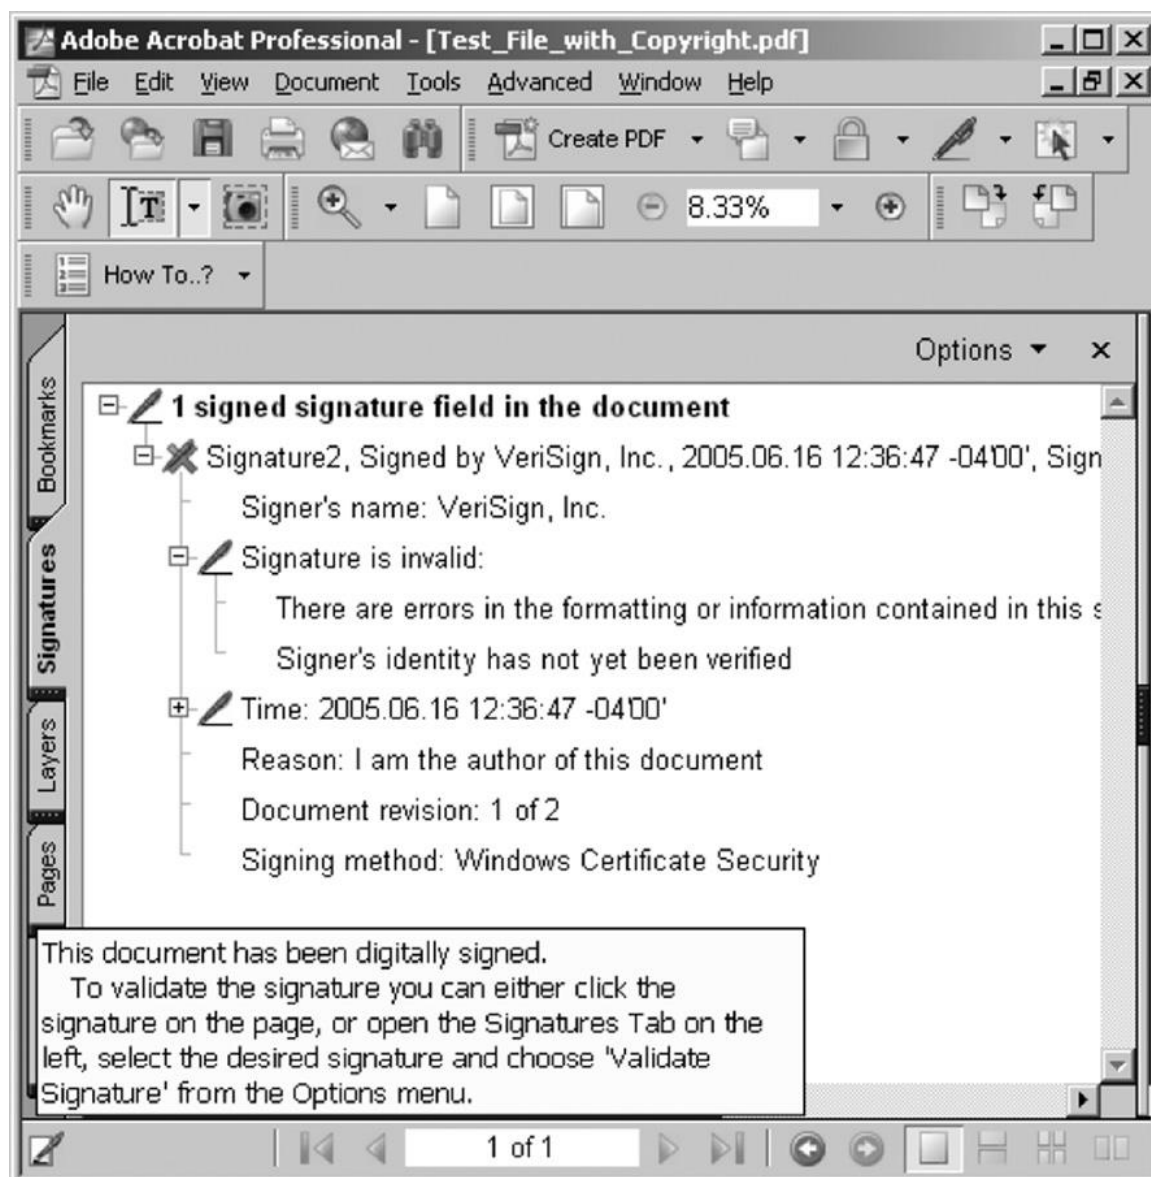 Adobe Acrobat Professional - [Test_File_with_Copyright.pdf]
File Edit View Document Tools Advanced Window Help
Create PDF
T 8.33%
How To..?
Options
Bookmarks
Signatures
Layers
Pages
1 signed signature field in the document
Signature2, Signed by VeriSign, Inc., 2005.06.16 12:36:47 -04'00', Sign
Signer's name: VeriSign, Inc.
Signature is invalid:
There are errors in the formatting or information contained in this s
Signer's identity has not yet been verified
Time: 2005.06.16 12:36:47 -04'00'
Reason: I am the author of this document
Document revision: 1 of 2
Signing method: Windows Certificate Security
This document has been digitally signed.
To validate the signature you can either click the
signature on the page, or open the Signatures Tab on the
left, select the desired signature and choose 'Validate
Signature' from the Options menu.
1 of 1